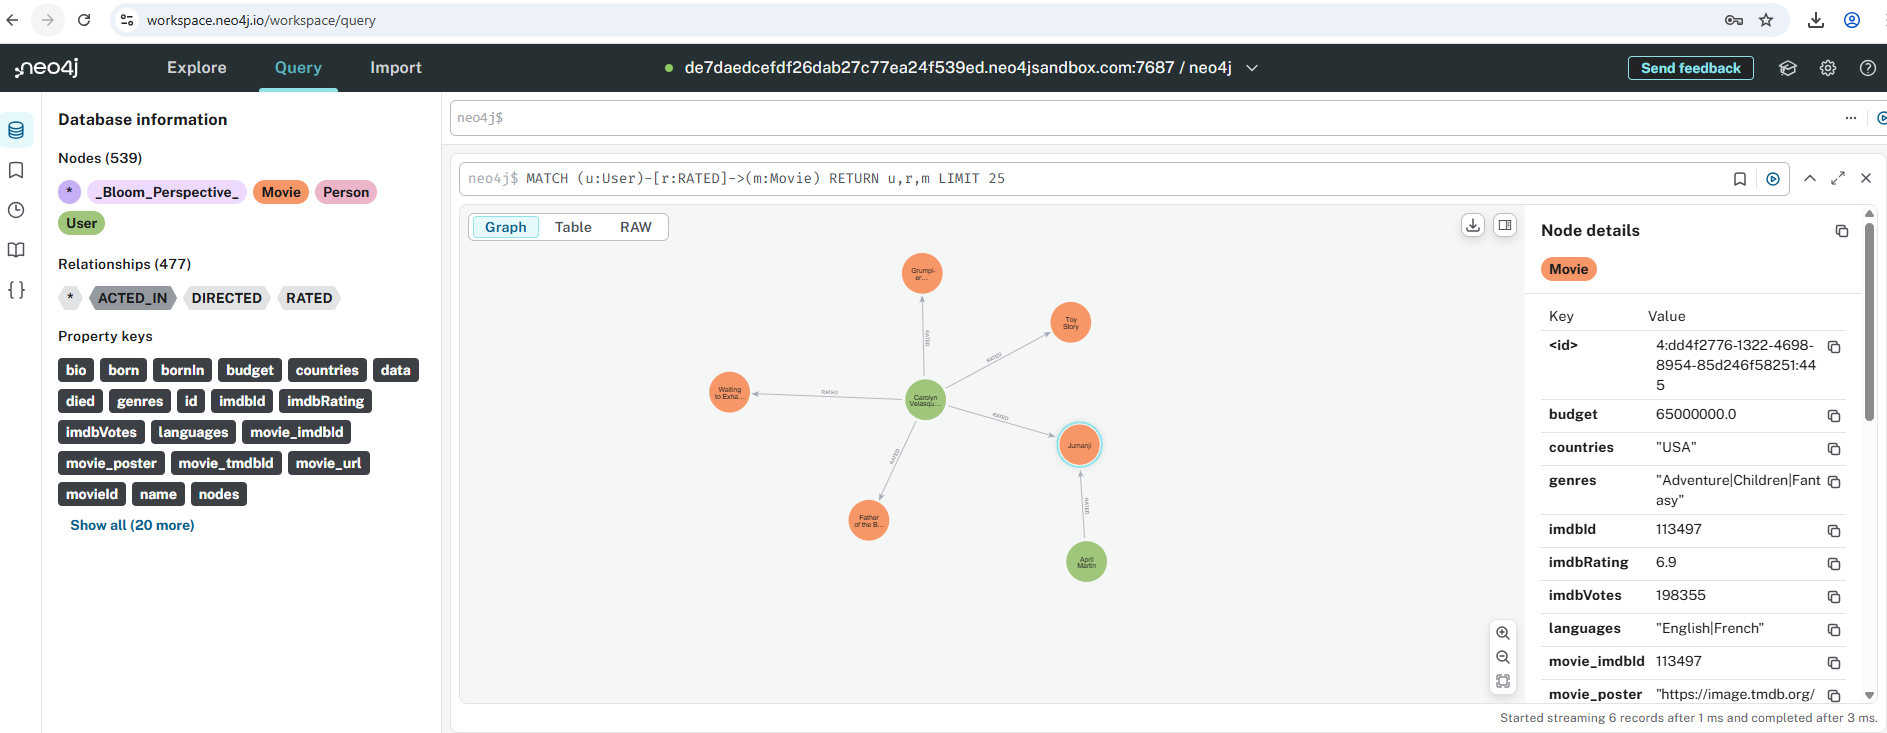 workspace.neo4j.io/workspace/query
neo4j
Explore
Query
Import
de7daedcefdf26dab27c77ea24f539ed.neo4jsandbox.com:7687 / neo4j
Send feedback
Database information
Nodes (539)
* _Bloom_Perspective_ Movie Person
User
Relationships (477)
* ACTED_IN DIRECTED RATED
Property keys
bio born bornIn budget countries data
died genres id imdbId imdbRating
imdbVotes languages movie_imdbId
movie_poster movie_tmdbId movie_url
movieId name nodes
Show all (20 more)
neo4j$
neo4j$ MATCH (u:User)-[r:RATED]->(m:Movie) RETURN u,r,m LIMIT 25
Graph Table RAW
Grumpi-
er...
Toy
Story
RATED
RATED
Waiting
to Exha...
RATED
Carolyn
Velasqu...
RATED
Jumanji
RATED
Father
of the B...
RATED
April
Martin
Node details
Movie
Key Value
<id> 4:dd4f2776-1322-4698-
8954-85d246f58251:44
5
budget 65000000.0
countries "USA"
genres "Adventure|Children|Fant
asy"
imdbId 113497
imdbRating 6.9
imdbVotes 198355
languages "English|French"
movie_imdbId 113497
movie_poster "https://image.tmdb.org/
Started streaming 6 records after 1 ms and completed after 3 ms.